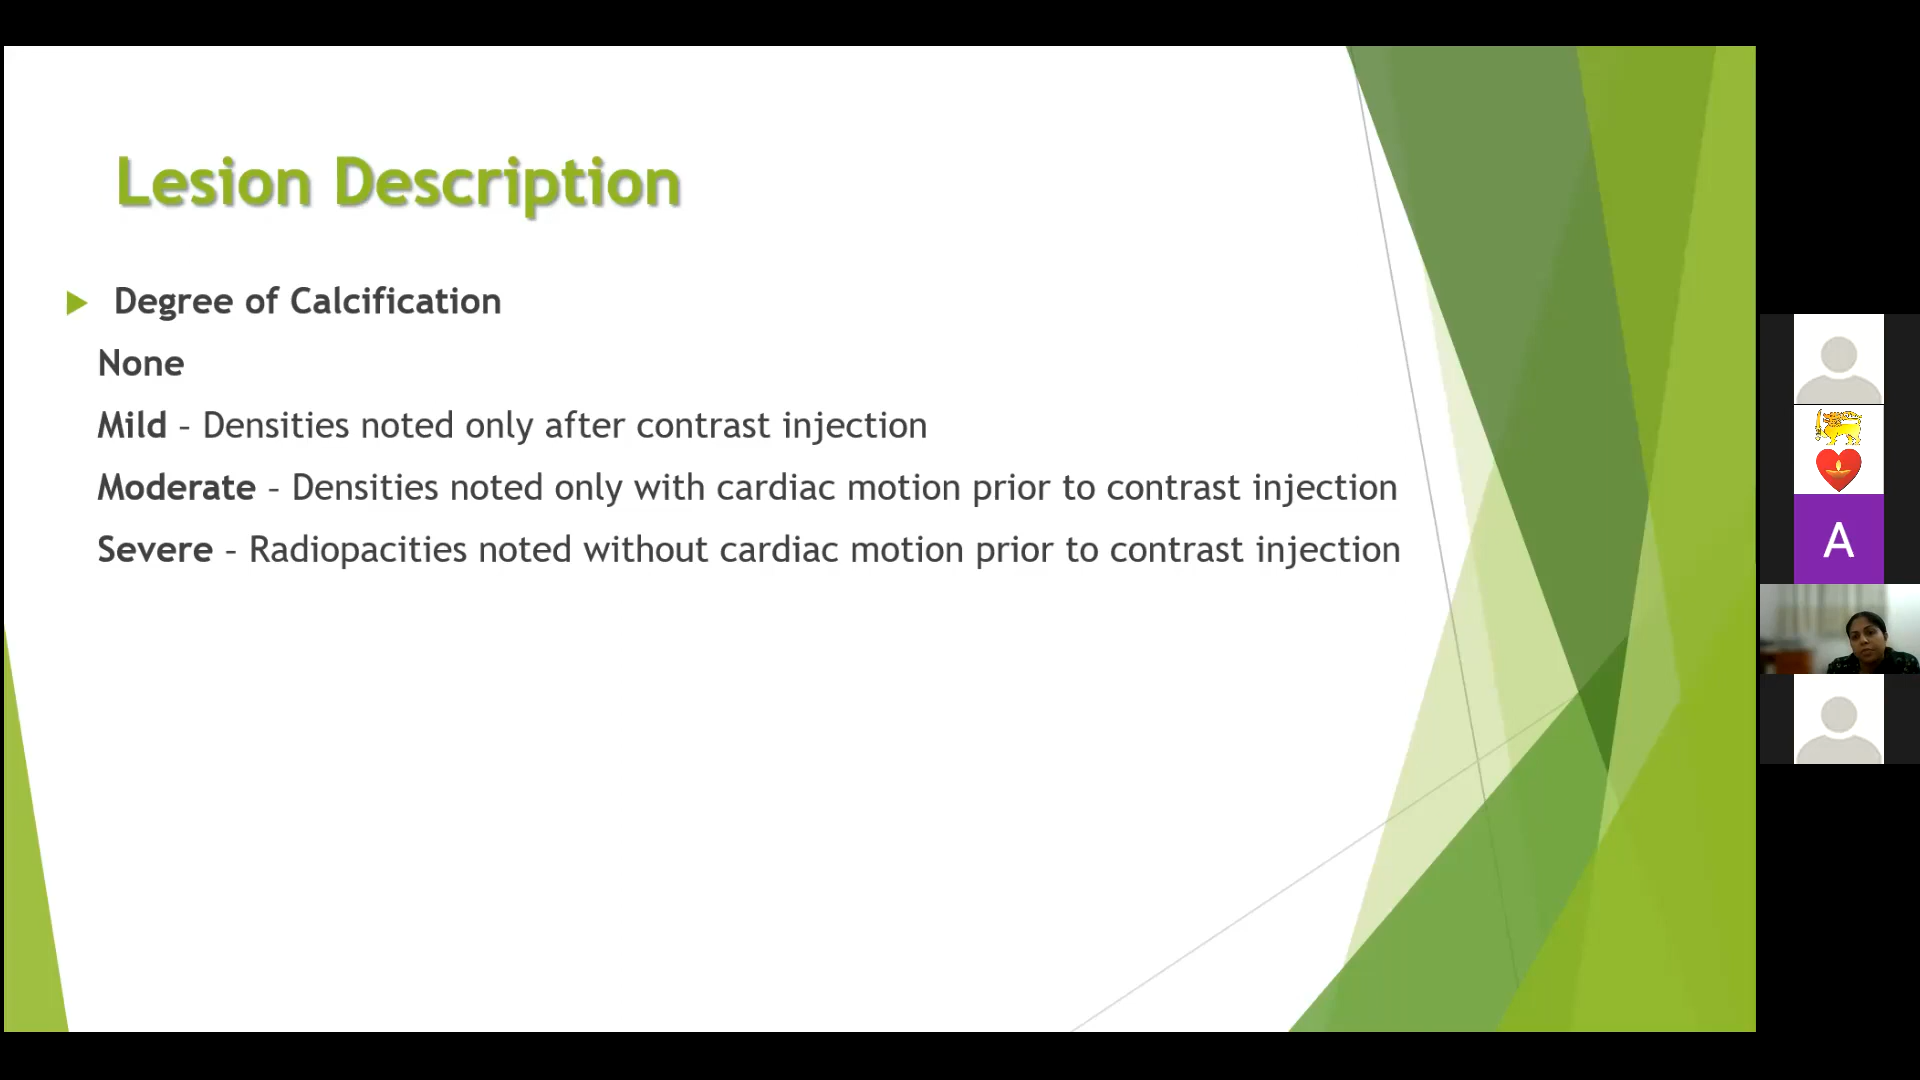 Lesion Description
Degree of Calcification
None
Mild – Densities noted only after contrast injection
Moderate – Densities noted only with cardiac motion prior to contrast injection
Severe – Radiopacities noted without cardiac motion prior to contrast injection
A